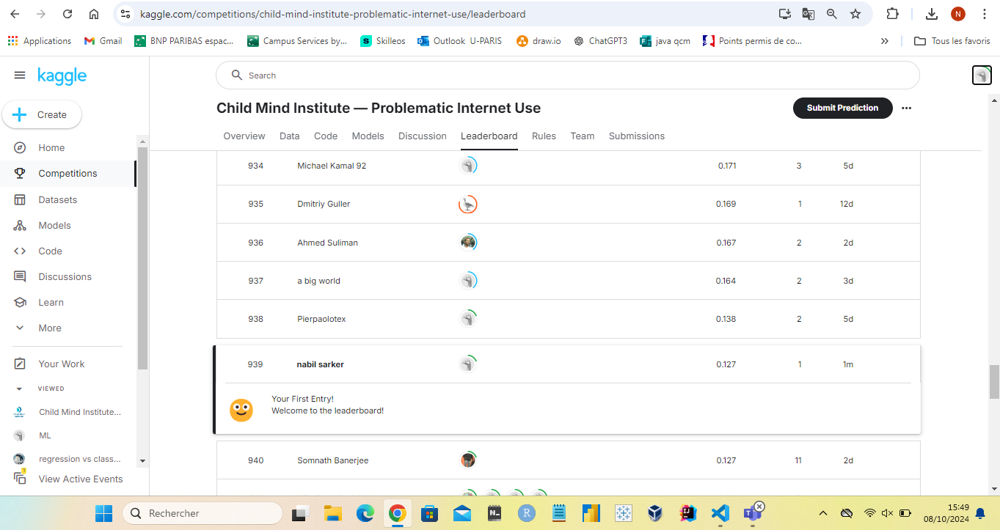 kaggle.com/competitions/child-mind-institute-problematic-internet-use/leaderboard
N
Applications
Gmail
BNP PARIBAS espac...
Campus Services by...
S
Skilleos
Outlook U-PARIS
draw.io
ChatGPT3
java qcm
Points permis de co...
»
Tous les favoris
kaggle
Search
Create
Child Mind Institute — Problematic Internet Use
Submit Prediction
Overview Data Code Models Discussion Leaderboard Rules Team Submissions
Home
Competitions
Datasets
Models
Code
Discussions
Learn
More
Your Work
VIEWED
Child Mind Institute...
ML
regression vs class...
1
View Active Events
934 Michael Kamal 92 0.171 3 5d
935 Dmitriy Guller 0.169 1 12d
936 Ahmed Suliman 0.167 2 2d
937 a big world 0.164 2 3d
938 Pierpaolotex 0.138 2 5d
939 nabil sarker 0.127 1 1m
Your First Entry!
Welcome to the leaderboard!
940 Somnath Banerjee 0.127 11 2d
Rechercher
R
15:49
08/10/2024